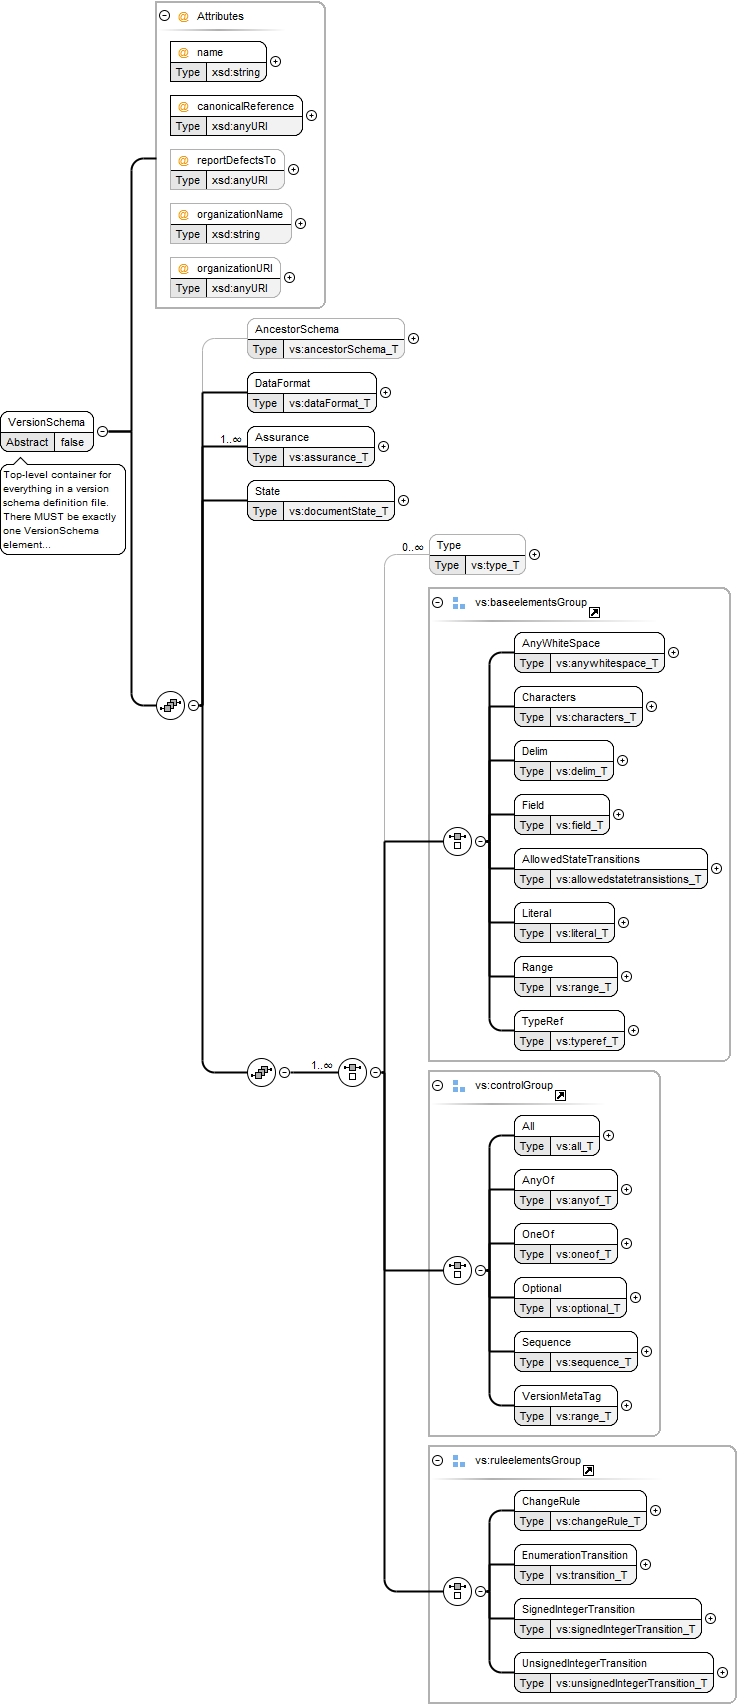 Attributes
@ name
Type xsd:string
@ canonicalReference
Type xsd:anyURI
@ reportDefectsTo
Type xsd:anyURI
@ organizationName
Type xsd:string
@ organizationURI
Type xsd:anyURI
AncestorSchema
Type vs:ancestorSchema_T
DataFormat
Type vs:dataFormat_T
1..∞
Assurance
Type vs:assurance_T
State
Type vs:documentState_T
VersionSchema
Abstract false
Top-level container for
everything in a version
schema definition file.
There MUST be exactly
one VersionSchema
element...
0..∞
Type
Type vs:type_T
vs:baseelementsGroup
AnyWhiteSpace
Type vs:anywhitespace_T
Characters
Type vs:characters_T
Delim
Type vs:delim_T
Field
Type vs:field_T
AllowedStateTransitions
Type vs:allowedstatetransistions_T
Literal
Type vs:literal_T
Range
Type vs:range_T
TypeRef
Type vs:typeref_T
1..∞
vs:controlGroup
All
Type vs:all_T
AnyOf
Type vs:anyof_T
OneOf
Type vs:oneof_T
Optional
Type vs:optional_T
Sequence
Type vs:sequence_T
VersionMetaTag
Type vs:range_T
vs:ruleelementsGroup
ChangeRule
Type vs:changeRule_T
EnumerationTransition
Type vs:transition_T
SignedIntegerTransition
Type vs:signedIntegerTransition_T
UnsignedIntegerTransition
Type vs:unsignedIntegerTransition_T